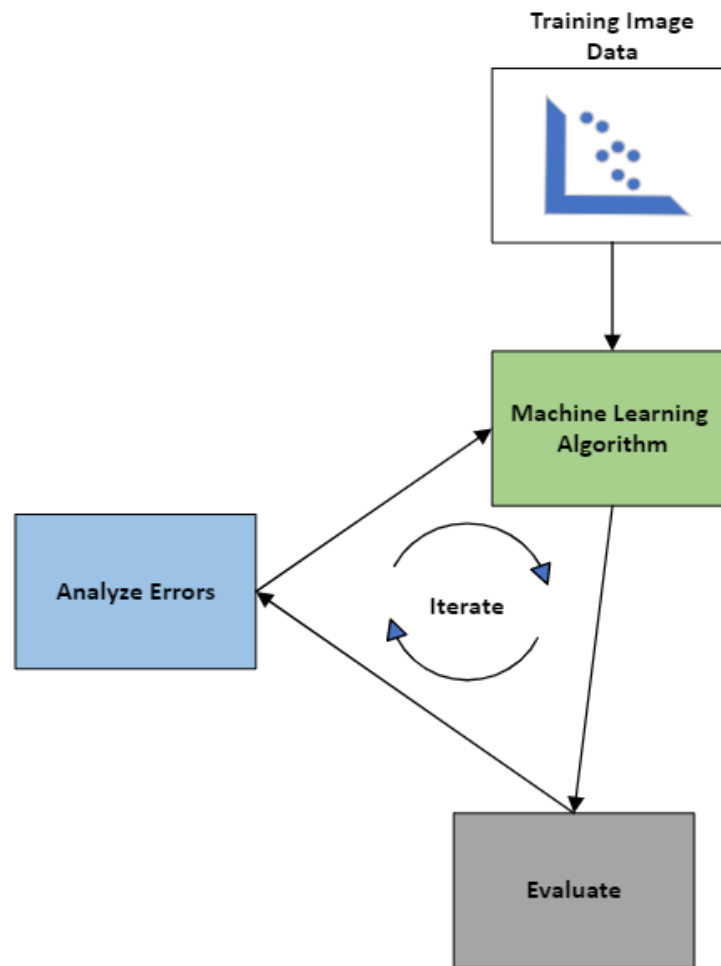 Training Image
Data
Machine Learning
Algorithm
Analyze Errors
Iterate
Evaluate